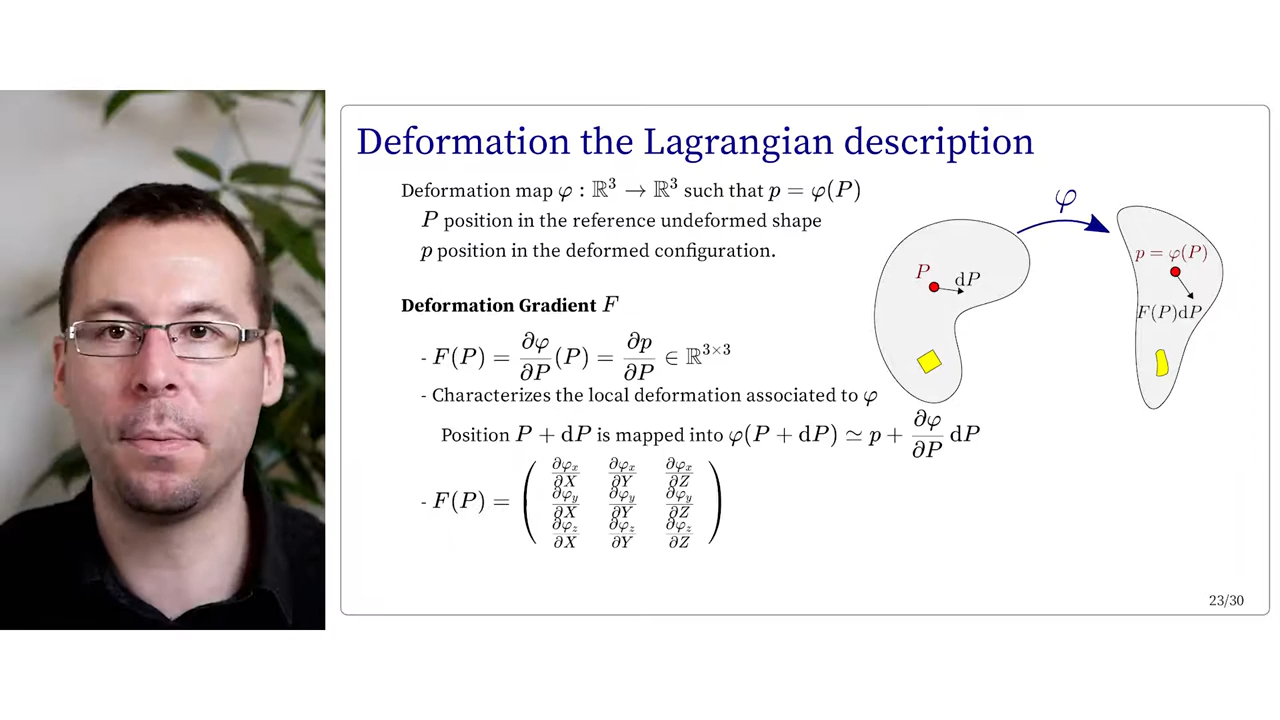 Deformation the Lagrangian description
Deformation map φ : ℝ³ → ℝ³ such that p = φ(P)
P position in the reference undeformed shape
p position in the deformed configuration.
Deformation Gradient F
- F(P) = ∂φ/∂P (P) = ∂p/∂P ∈ ℝ³ˣ³
- Characterizes the local deformation associated to φ
Position P + dP is mapped into φ(P + dP) ≃ p + ∂φ/∂P dP
- F(P) = ( ∂φx/∂X ∂φx/∂Y ∂φx/∂Z
∂φy/∂X ∂φy/∂Y ∂φy/∂Z
∂φz/∂X ∂φz/∂Y ∂φz/∂Z )
φ
P
dP
p = φ(P)
F(P)dP
23/30